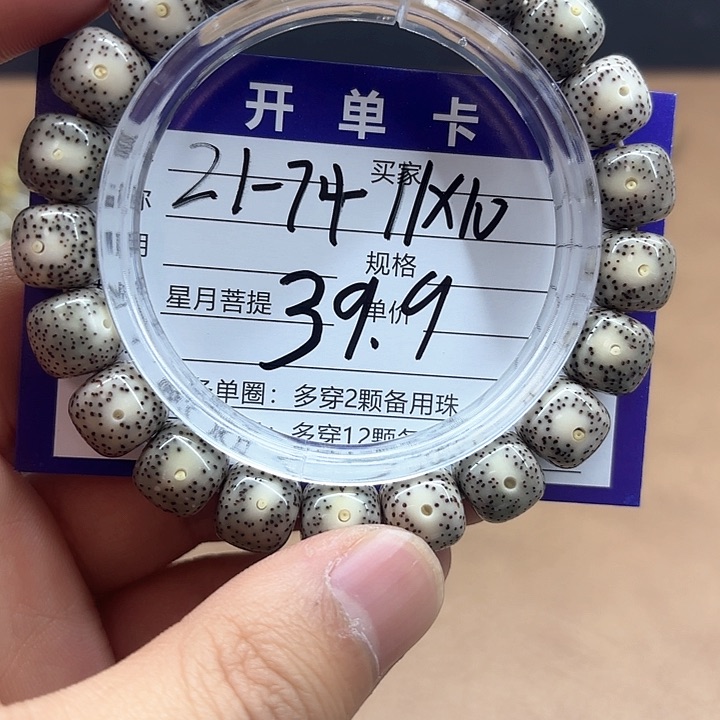 开单卡
买家
21-74 11X10
规格
星月菩提 39.9 单价
单圈：多穿2颗备用珠
：多穿12颗